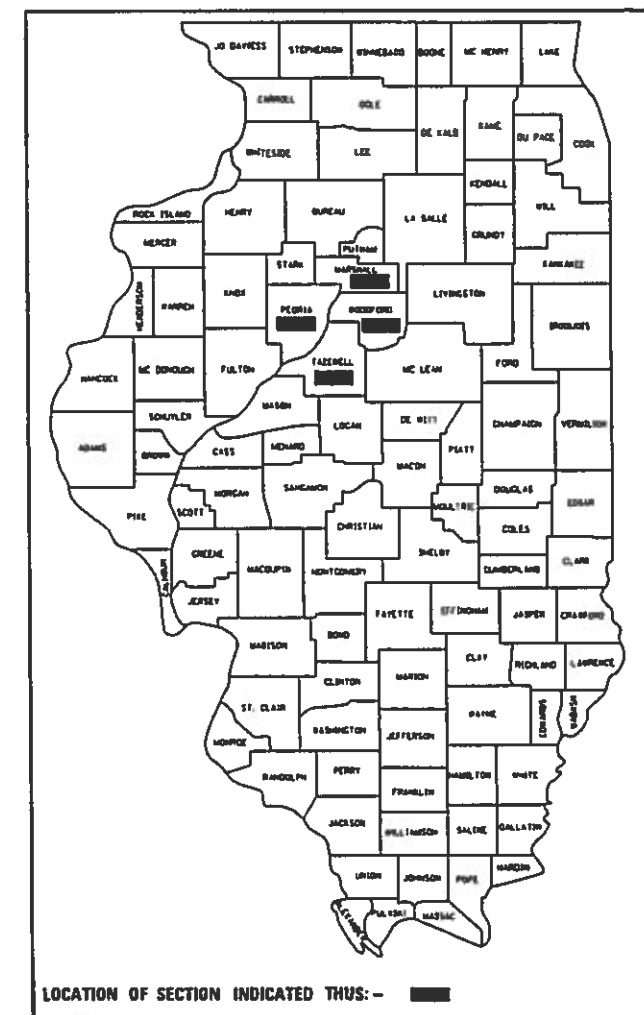 JO DAVIESS STEPHENSON WINNEBAGO BOONE MC HENRY LAKE
CARROLL OGLE DE KALB KANE DU PAGE COOK
WHITESIDE LEE KENDALL WILL
ROCK ISLAND HENRY BUREAU LA SALLE GRUNDY
MERCER STARK PUTNAM KANKAKEE
HENDERSON WARREN KNOX PEORIA MARSHALL WOODFORD LIVINGSTON IROQUOIS
HANCOCK MC DONOUGH FULTON TAZEWELL MC LEAN FORD
SCHUYLER MASON LOGAN DE WITT CHAMPAIGN VERMILION
ADAMS BROWN CASS MENARD MACON PIATT
PIKE SCOTT MORGAN SANGAMON CHRISTIAN MOULTRIE DOUGLAS EDGAR
COLES
CALHOUN GREENE MACOUPIN MONTGOMERY SHELBY CUMBERLAND CLARK
JERSEY FAYETTE EFFINGHAM JASPER CRAWFORD
MADISON BOND CLAY RICHLAND LAWRENCE
ST. CLAIR CLINTON MARION WAYNE EDWARDS WABASH
MONROE WASHINGTON JEFFERSON
RANDOLPH PERRY FRANKLIN HAMILTON WHITE
JACKSON WILLIAMSON SALINE GALLATIN
UNION JOHNSON POPE HARDIN
ALEXANDER PULASKI MASSAC
LOCATION OF SECTION INDICATED THUS: -